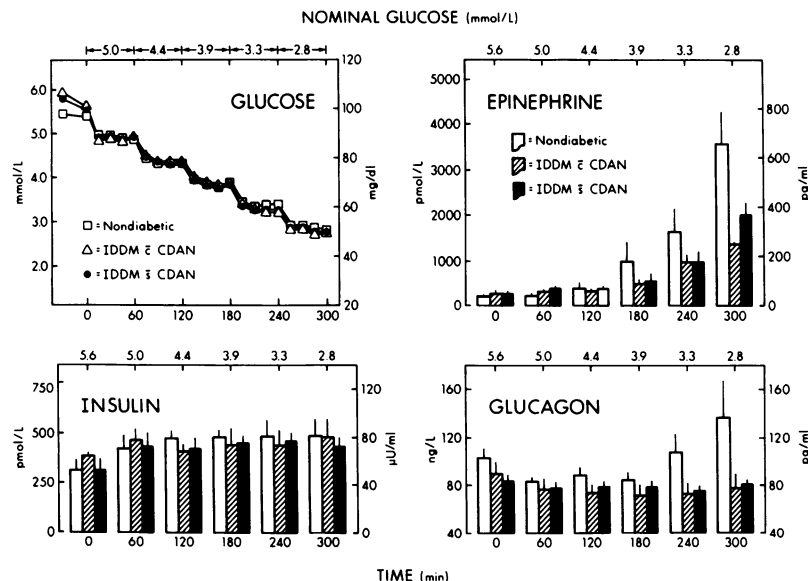 NOMINAL GLUCOSE (mmol/L)
5.0 4.4 3.9 3.3 2.8
GLUCOSE
mmol/L
6.0
5.0
4.0
3.0
2.0
mg/dl
120
100
80
60
40
20
□ = Nondiabetic
△ = IDDM c̄ CDAN
● = IDDM s̄ CDAN
0 60 120 180 240 300
5.6 5.0 4.4 3.9 3.3 2.8
EPINEPHRINE
pmol/L
5000
4000
3000
2000
1000
0
pg/ml
800
600
400
200
0
= Nondiabetic
= IDDM c̄ CDAN
= IDDM s̄ CDAN
0 60 120 180 240 300
5.6 5.0 4.4 3.9 3.3 2.8
INSULIN
pmol/L
750
500
250
0
μU/ml
120
80
40
0
0 60 120 180 240 300
5.6 5.0 4.4 3.9 3.3 2.8
GLUCAGON
ng/L
160
120
80
40
pg/ml
160
120
80
40
0 60 120 180 240 300
TIME (min)